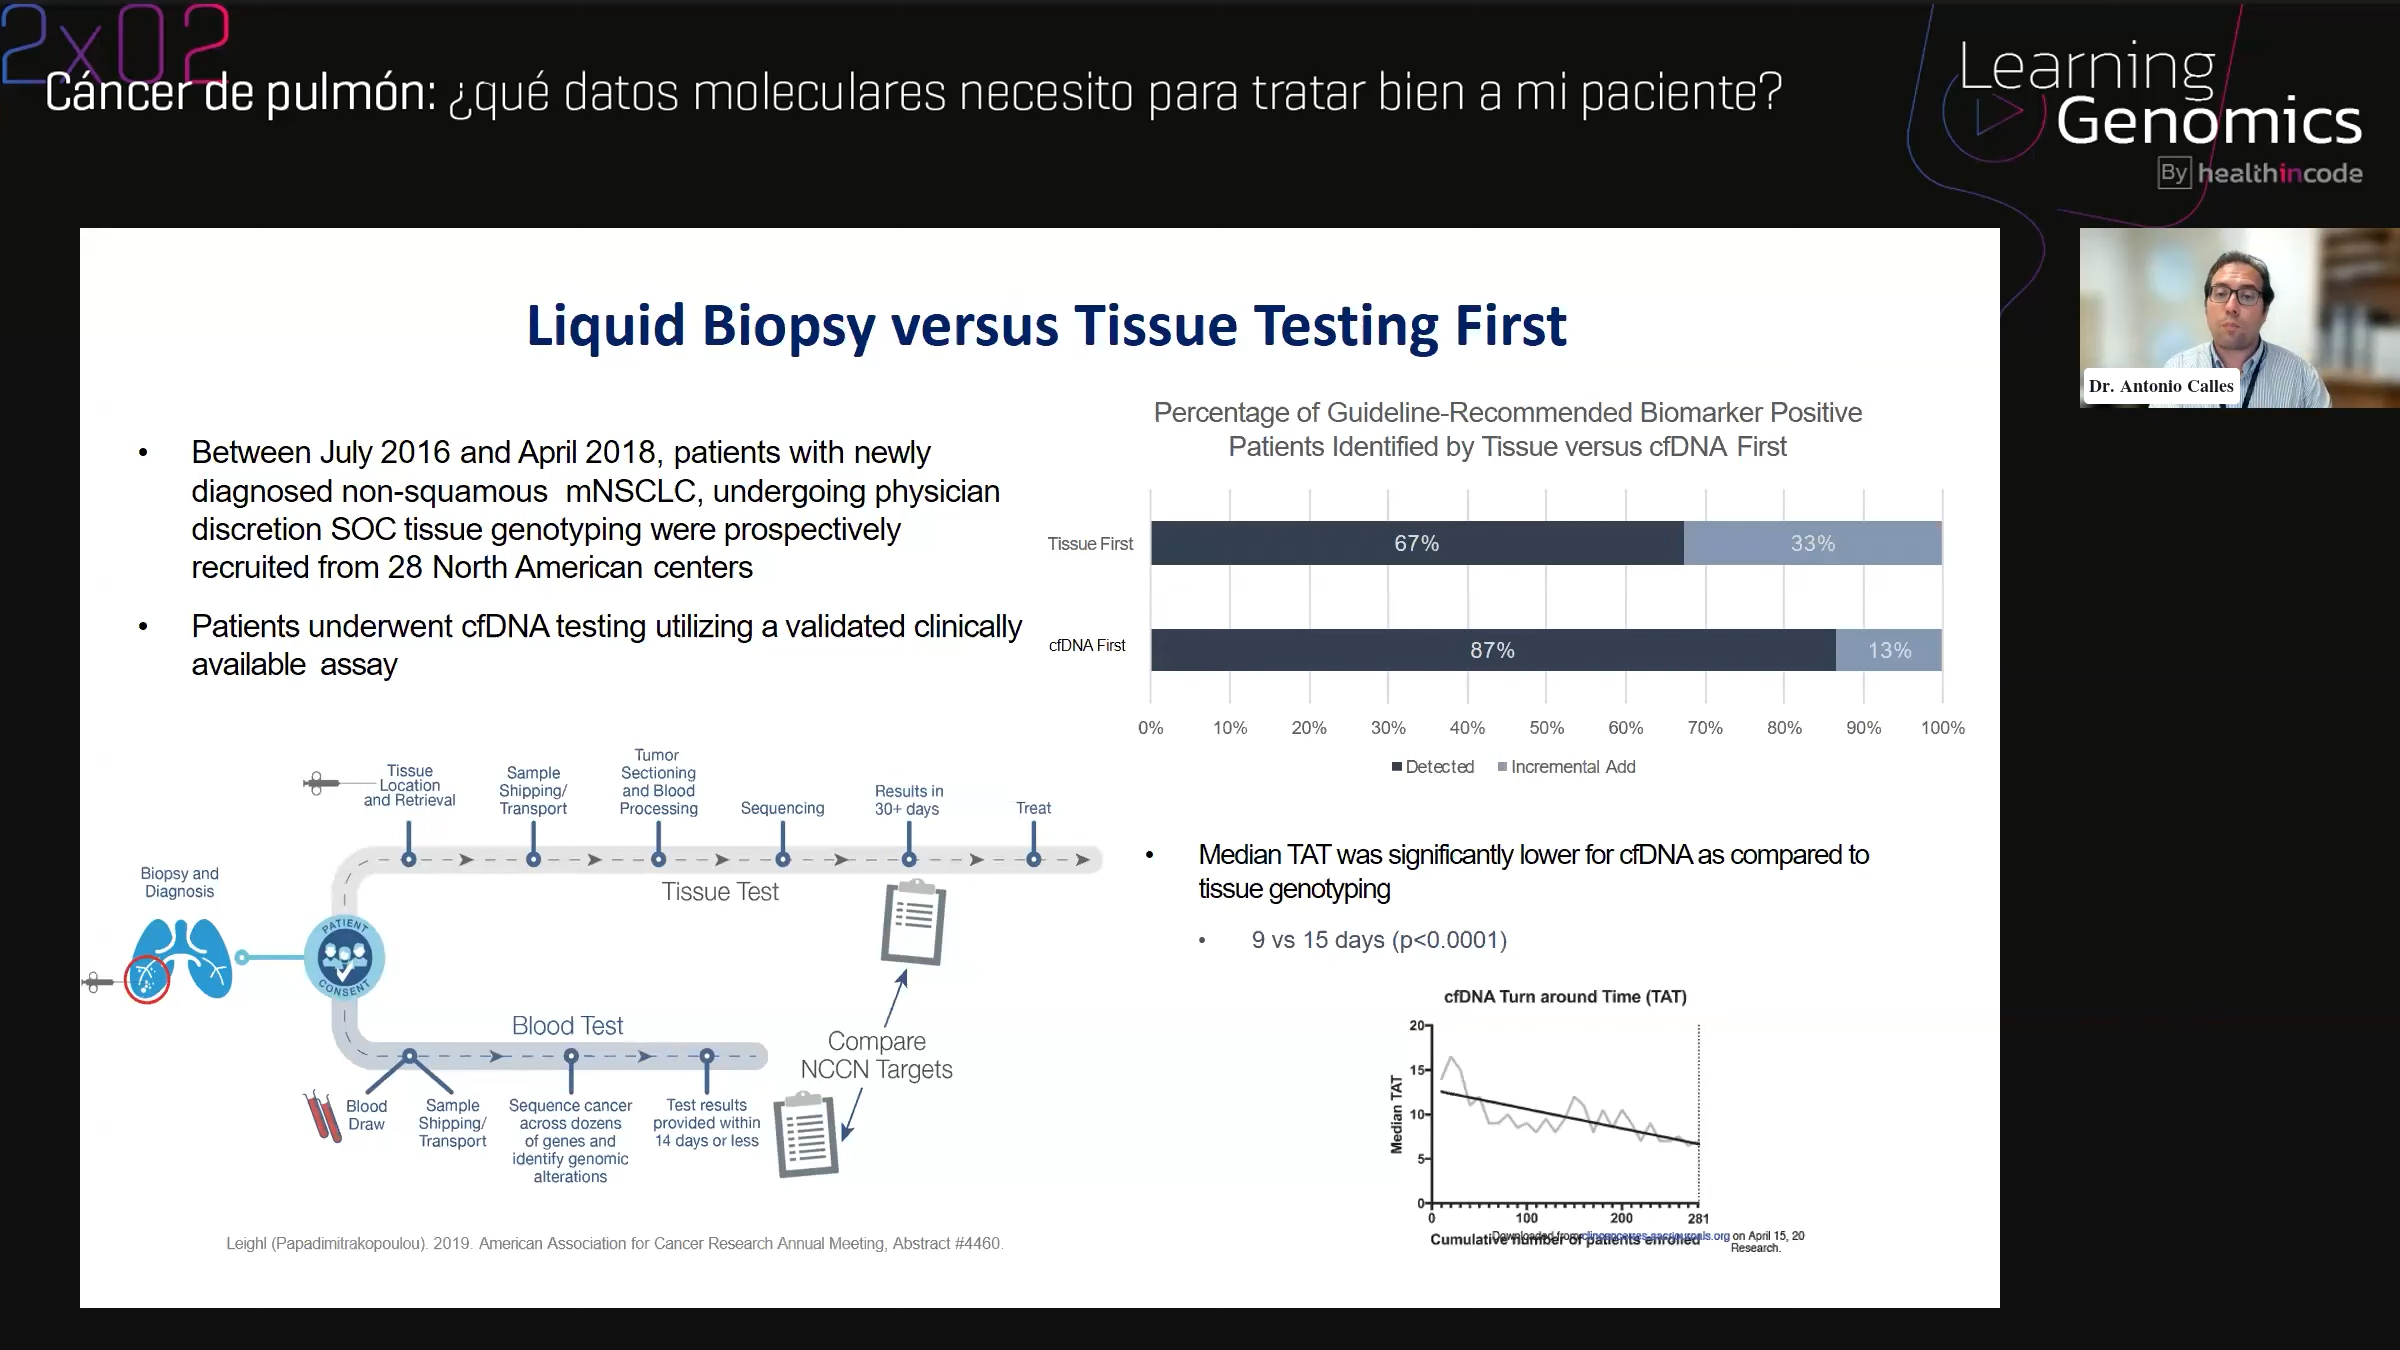 2x02
Cáncer de pulmón: ¿qué datos moleculares necesito para tratar bien a mi paciente?
Learning
Genomics
By healthincode
Dr. Antonio Calles
Liquid Biopsy versus Tissue Testing First
• Between July 2016 and April 2018, patients with newly
diagnosed non-squamous mNSCLC, undergoing physician
discretion SOC tissue genotyping were prospectively
recruited from 28 North American centers
• Patients underwent cfDNA testing utilizing a validated clinically
available assay
Percentage of Guideline-Recommended Biomarker Positive
Patients Identified by Tissue versus cfDNA First
Tissue First
67%
33%
cfDNA First
87%
13%
0% 10% 20% 30% 40% 50% 60% 70% 80% 90% 100%
Detected Incremental Add
Tissue
Location
and Retrieval
Sample
Shipping/
Transport
Tumor
Sectioning
and Blood
Processing
Sequencing
Results in
30+ days
Treat
Tissue Test
Biopsy and
Diagnosis
PATIENT
CONSENT
Blood Test
Blood
Draw
Sample
Shipping/
Transport
Sequence cancer
across dozens
of genes and
identify genomic
alterations
Test results
provided within
14 days or less
Compare
NCCN Targets
• Median TAT was significantly lower for cfDNA as compared to
tissue genotyping
• 9 vs 15 days (p<0.0001)
cfDNA Turn around Time (TAT)
Median TAT
20
15
10
5
0
0 100 200 281
Cumulative number of patients enrolled
Downloaded from clincancerres.aacrjournals.org on April 15, 20
Research.
Leighl (Papadimitrakopoulou). 2019. American Association for Cancer Research Annual Meeting, Abstract #4460.